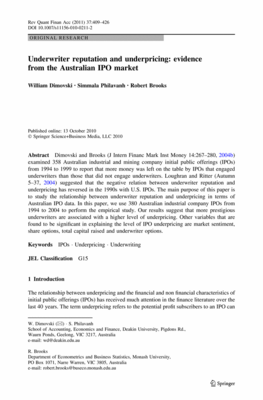 Rev Quant Finan Acc (2011) 37:409–426
DOI 10.1007/s11156-010-0211-2
ORIGINAL RESEARCH
Underwriter reputation and underpricing: evidence
from the Australian IPO market
William Dimovski · Simmala Philavanh · Robert Brooks
Published online: 13 October 2010
© Springer Science+Business Media, LLC 2010
Abstract Dimovski and Brooks (J Intern Financ Mark Inst Money 14:267–280, 2004b)
examined 358 Australian industrial and mining company initial public offerings (IPOs)
from 1994 to 1999 to report that more money was left on the table by IPOs that engaged
underwriters than those that did not engage underwriters. Loughran and Ritter (Autumn
5–37, 2004) suggested that the negative relation between underwriter reputation and
underpricing has reversed in the 1990s with U.S. IPOs. The main purpose of this paper is
to study the relationship between underwriter reputation and underpricing in terms of
Australian IPO data. In this paper, we use 380 Australian industrial company IPOs from
1994 to 2004 to perform the empirical study. Our results suggest that more prestigious
underwriters are associated with a higher level of underpricing. Other variables that are
found to be significant in explaining the level of IPO underpricing are market sentiment,
share options, total capital raised and underwriter options.
Keywords IPOs · Underpricing · Underwriting
JEL Classification G15
1 Introduction
The relationship between underpricing and the financial and non financial characteristics of
initial public offerings (IPOs) has received much attention in the finance literature over the
last 40 years. The term underpricing refers to the potential profit subscribers to an IPO can
W. Dimovski (✉) · S. Philavanh
School of Accounting, Economics and Finance, Deakin University, Pigdons Rd.,
Waurn Ponds, Geelong, VIC 3217, Australia
e-mail: wd@deakin.edu.au
R. Brooks
Department of Econometrics and Business Statistics, Monash University,
PO Box 1071, Narre Warren, VIC 3805, Australia
e-mail: robert.brooks@buseco.monash.edu.au
Springer